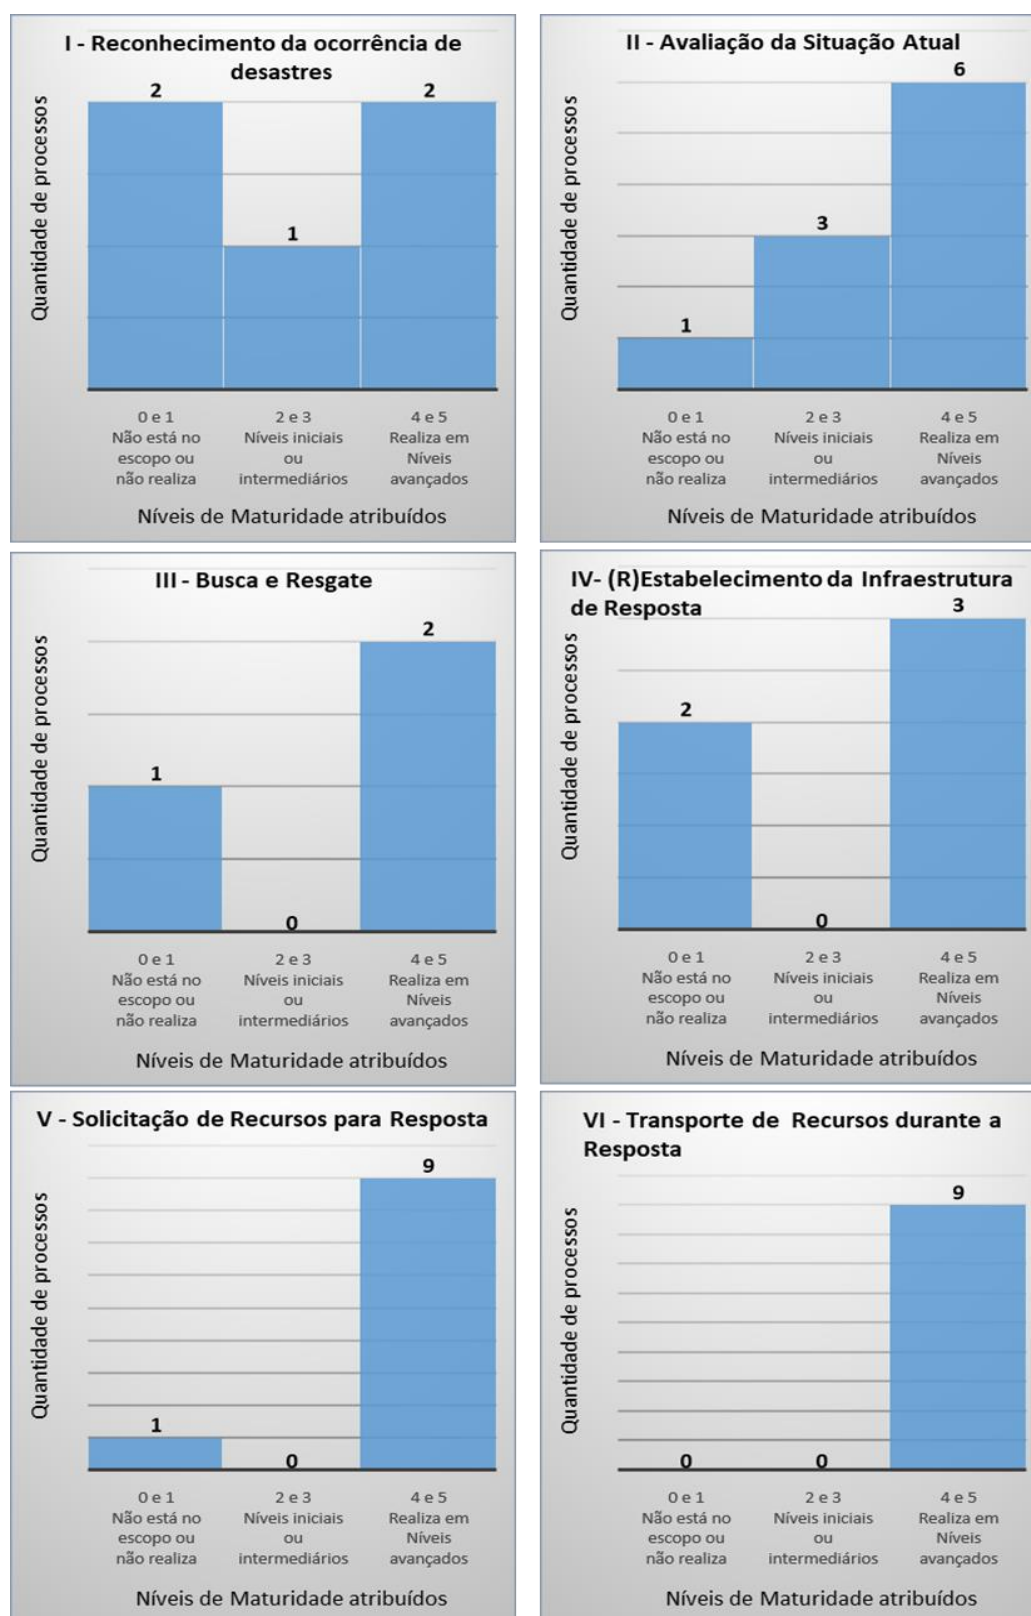 I - Reconhecimento da ocorrência de
desastres
2
2
1
Quantidade de processos
0 e 1
Não está no
escopo ou
não realiza
2 e 3
Níveis iniciais
ou
intermediários
4 e 5
Realiza em
Níveis
avançados
Níveis de Maturidade atribuídos
II - Avaliação da Situação Atual
6
3
1
Quantidade de processos
0 e 1
Não está no
escopo ou
não realiza
2 e 3
Níveis iniciais
ou
intermediários
4 e 5
Realiza em
Níveis
avançados
Níveis de Maturidade atribuídos
III - Busca e Resgate
2
1
0
Quantidade de processos
0 e 1
Não está no
escopo ou
não realiza
2 e 3
Níveis iniciais
ou
intermediários
4 e 5
Realiza em
Níveis
avançados
Níveis de Maturidade atribuídos
IV- (R)Estabelecimento da Infraestrutura
de Resposta
3
2
0
Quantidade de processos
0 e 1
Não está no
escopo ou
não realiza
2 e 3
Níveis iniciais
ou
intermediários
4 e 5
Realiza em
Níveis
avançados
Níveis de Maturidade atribuídos
V - Solicitação de Recursos para Resposta
9
1
0
Quantidade de processos
0 e 1
Não está no
escopo ou
não realiza
2 e 3
Níveis iniciais
ou
intermediários
4 e 5
Realiza em
Níveis
avançados
Níveis de Maturidade atribuídos
VI - Transporte de Recursos durante a
Resposta
9
0
0
Quantidade de processos
0 e 1
Não está no
escopo ou
não realiza
2 e 3
Níveis iniciais
ou
intermediários
4 e 5
Realiza em
Níveis
avançados
Níveis de Maturidade atribuídos